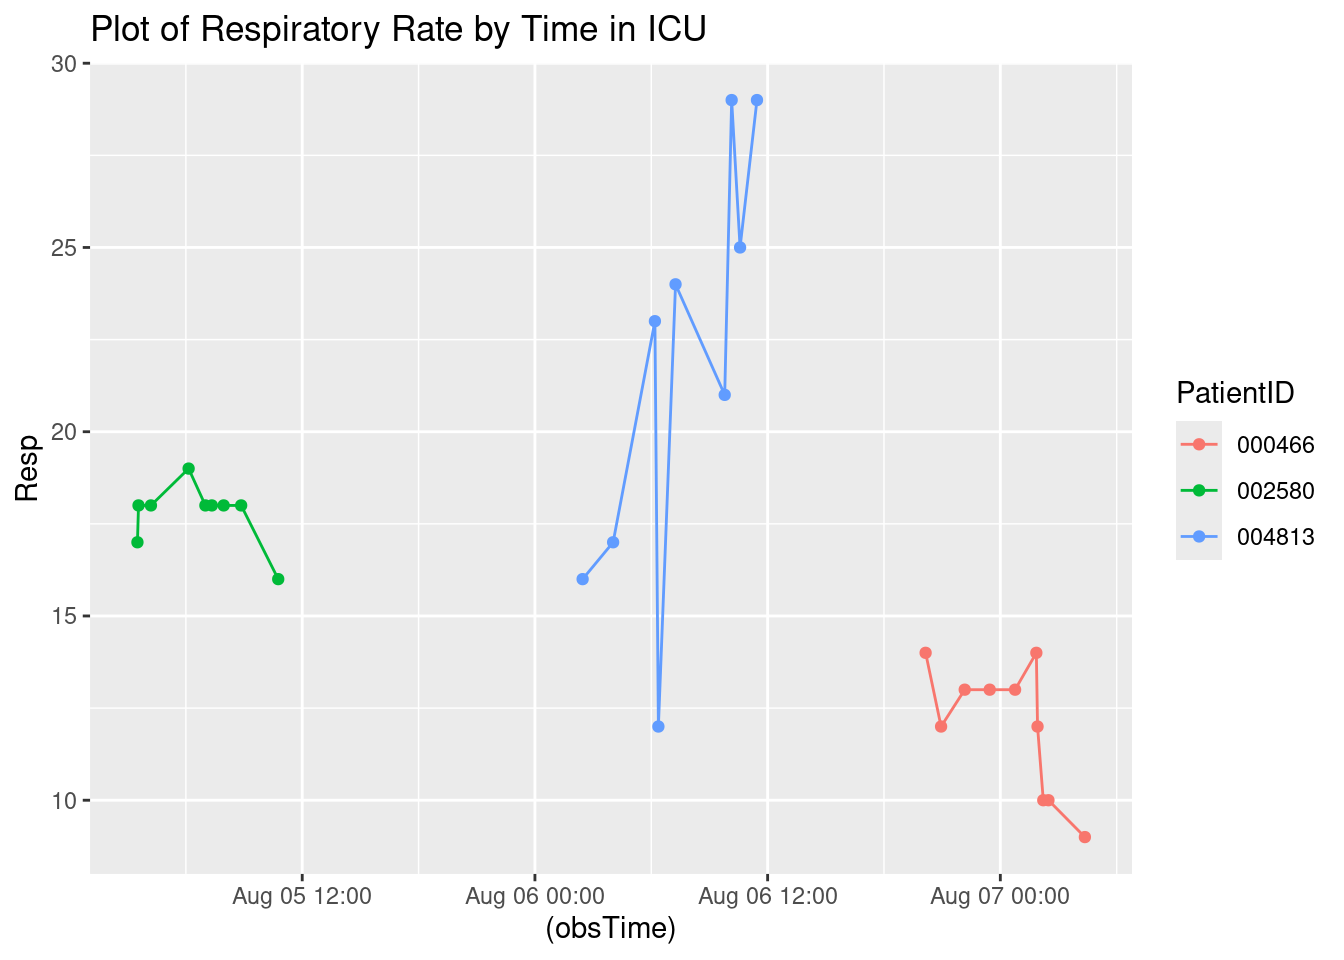 Plot of Respiratory Rate by Time in ICU
30
25
20
15
10
Resp
Aug 05 12:00
Aug 06 00:00
Aug 06 12:00
Aug 07 00:00
(obsTime)
PatientID
000466
002580
004813